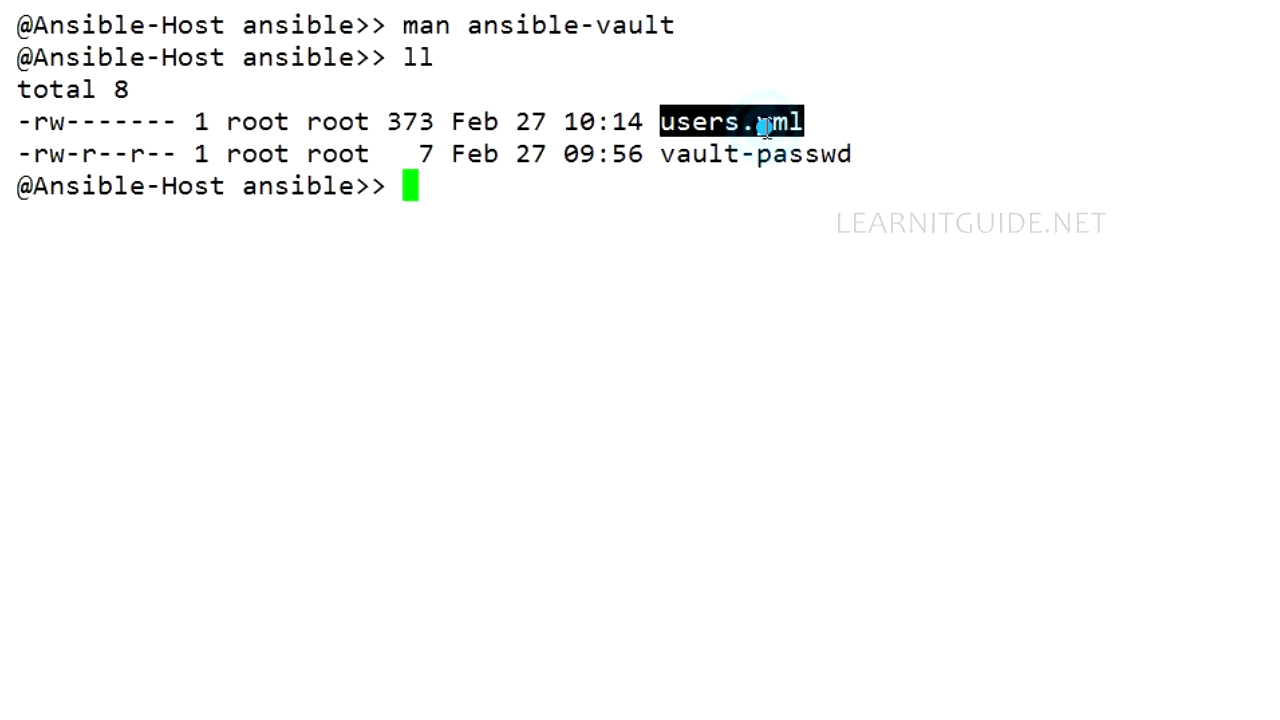 @Ansible-Host ansible>> man ansible-vault
@Ansible-Host ansible>> ll
total 8
-rw------- 1 root root 373 Feb 27 10:14 users.yml
-rw-r--r-- 1 root root   7 Feb 27 09:56 vault-passwd
@Ansible-Host ansible>>
LEARNITGUIDE.NET